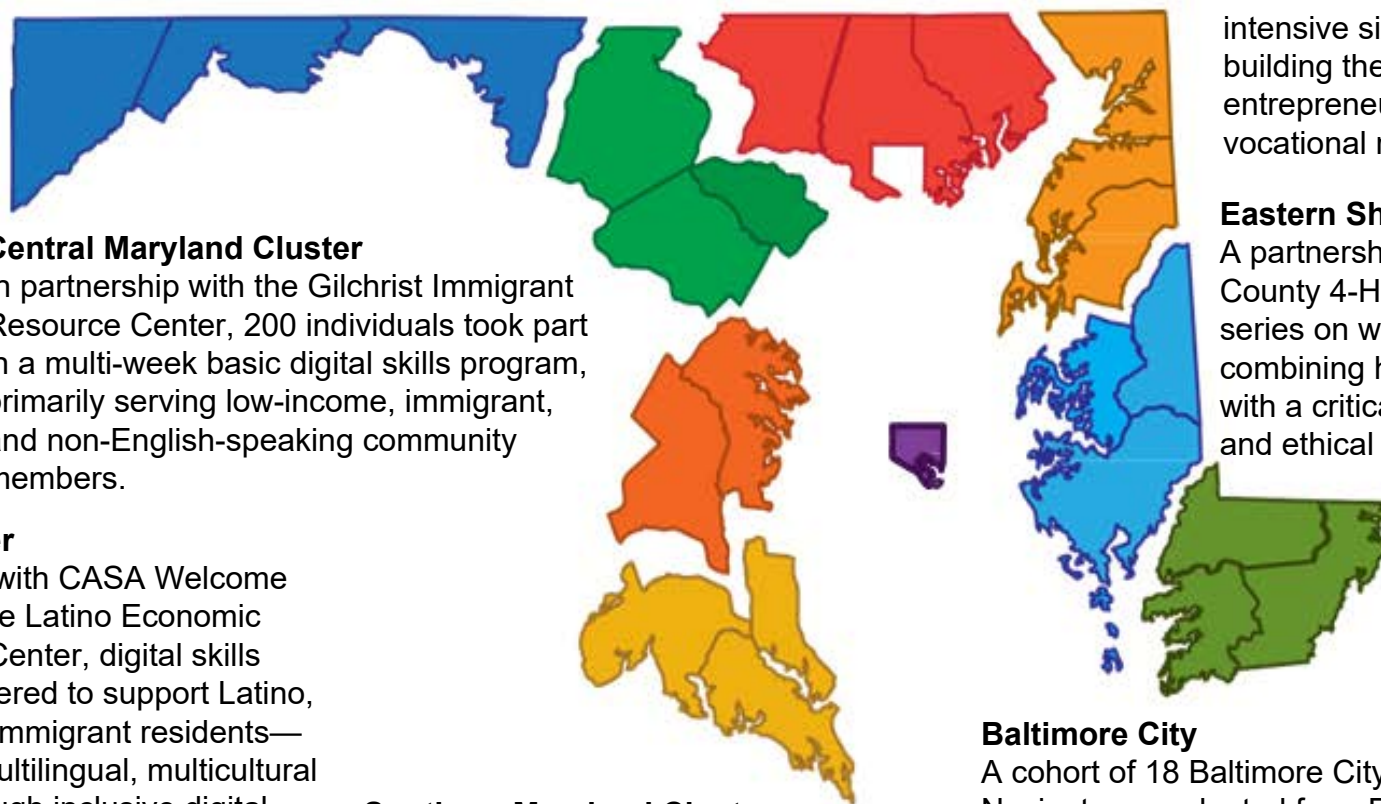 intensive si
building the
entrepreneu
vocational
Eastern Sh
A partnersh
County 4-H
series on w
combining h
with a critica
and ethical
Central Maryland Cluster
n partnership with the Gilchrist Immigrant
Resource Center, 200 individuals took part
n a multi-week basic digital skills program,
primarily serving low-income, immigrant,
and non-English-speaking community
members.
r
with CASA Welcome
e Latino Economic
Center, digital skills
ered to support Latino,
mmigrant residents—
ultilingual, multicultural
ugh inclusive digital
Baltimore City
A cohort of 18 Baltimore City